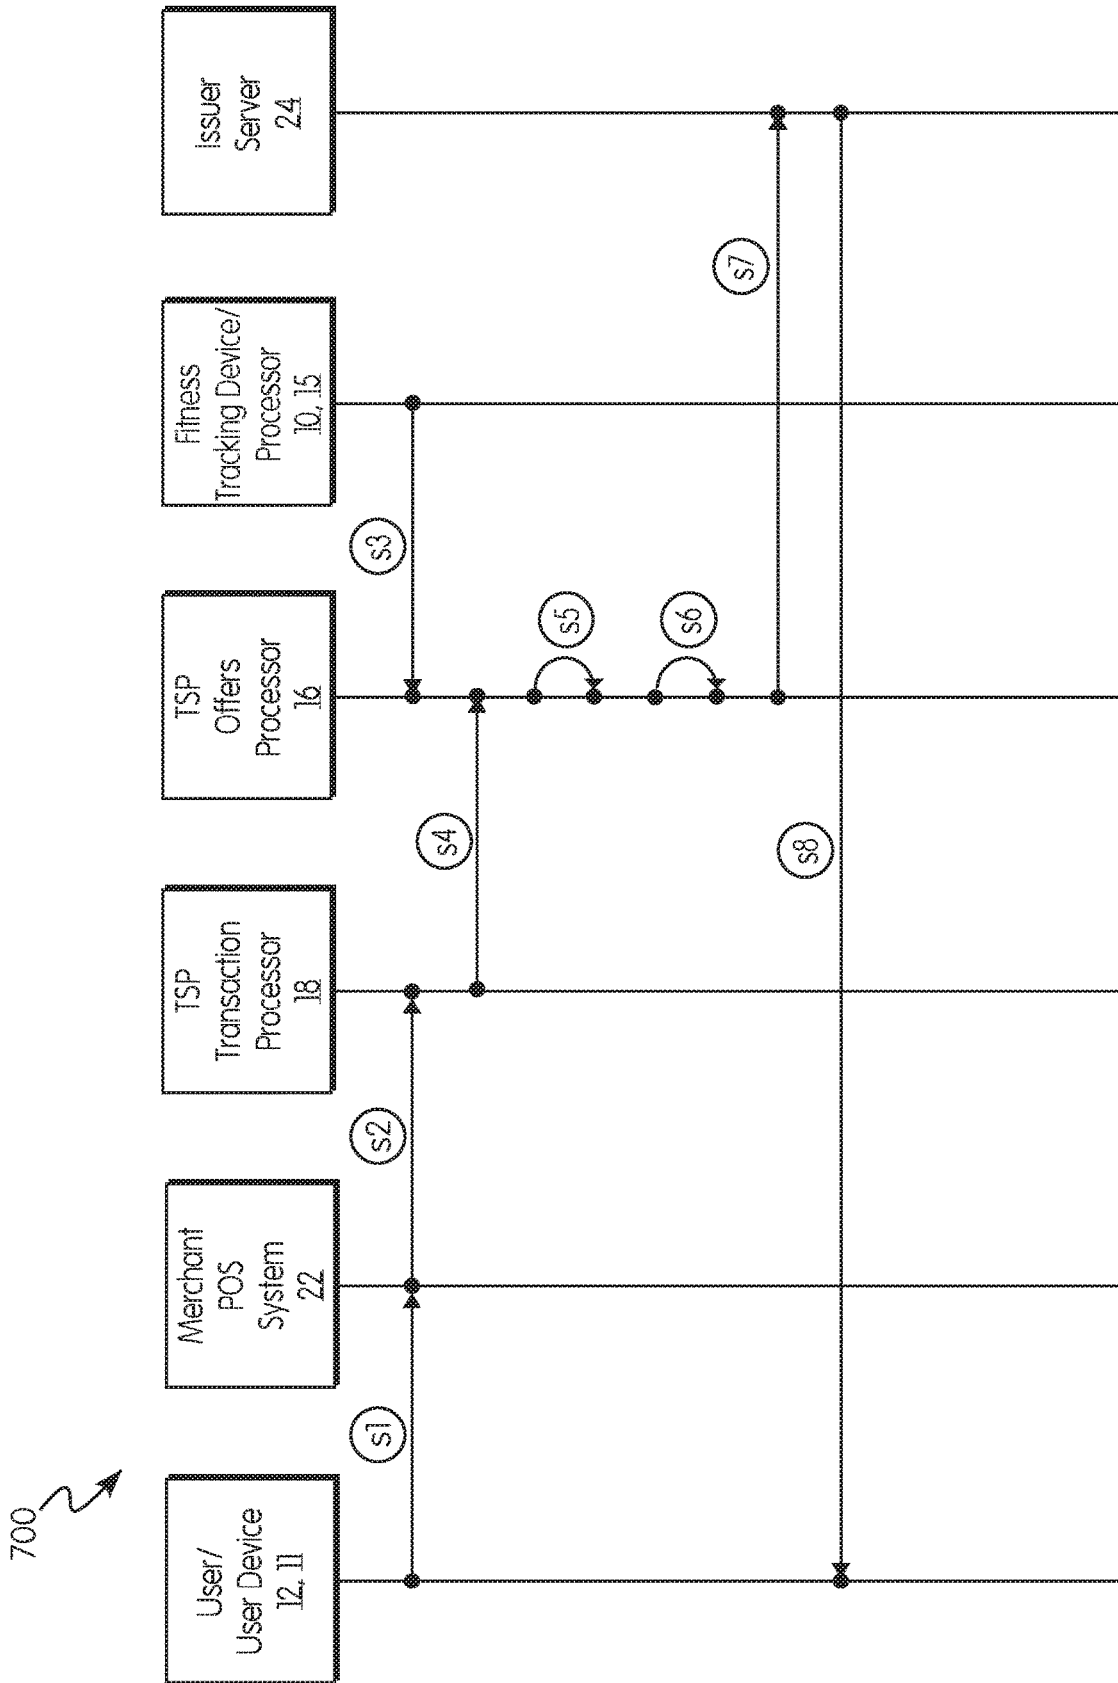 700
User/
User Device
12, 11
Merchant
POS
System
22
TSP
Transaction
Processor
18
TSP
Offers
Processor
16
Fitness
Tracking Device/
Processor
10, 15
Issuer
Server
24
s1
s2
s3
s4
s5
s6
s7
s8